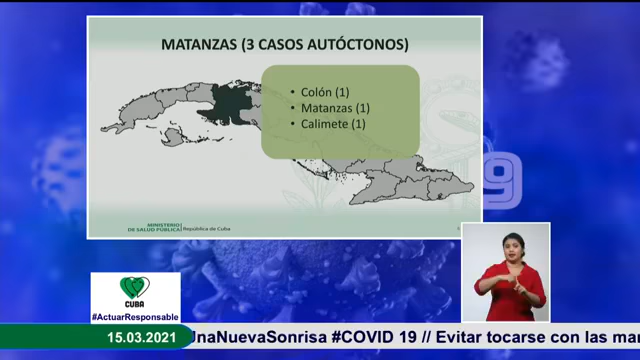 MATANZAS (3 CASOS AUTÓCTONOS)
• Colón (1)
• Matanzas (1)
• Calimete (1)
MINISTERIO DE SALUD PÚBLICA
República de Cuba
9
CUBA
#ActuarResponsable
15.03.2021
UnaNuevaSonrisa #COVID 19 // Evitar tocarse con las ma